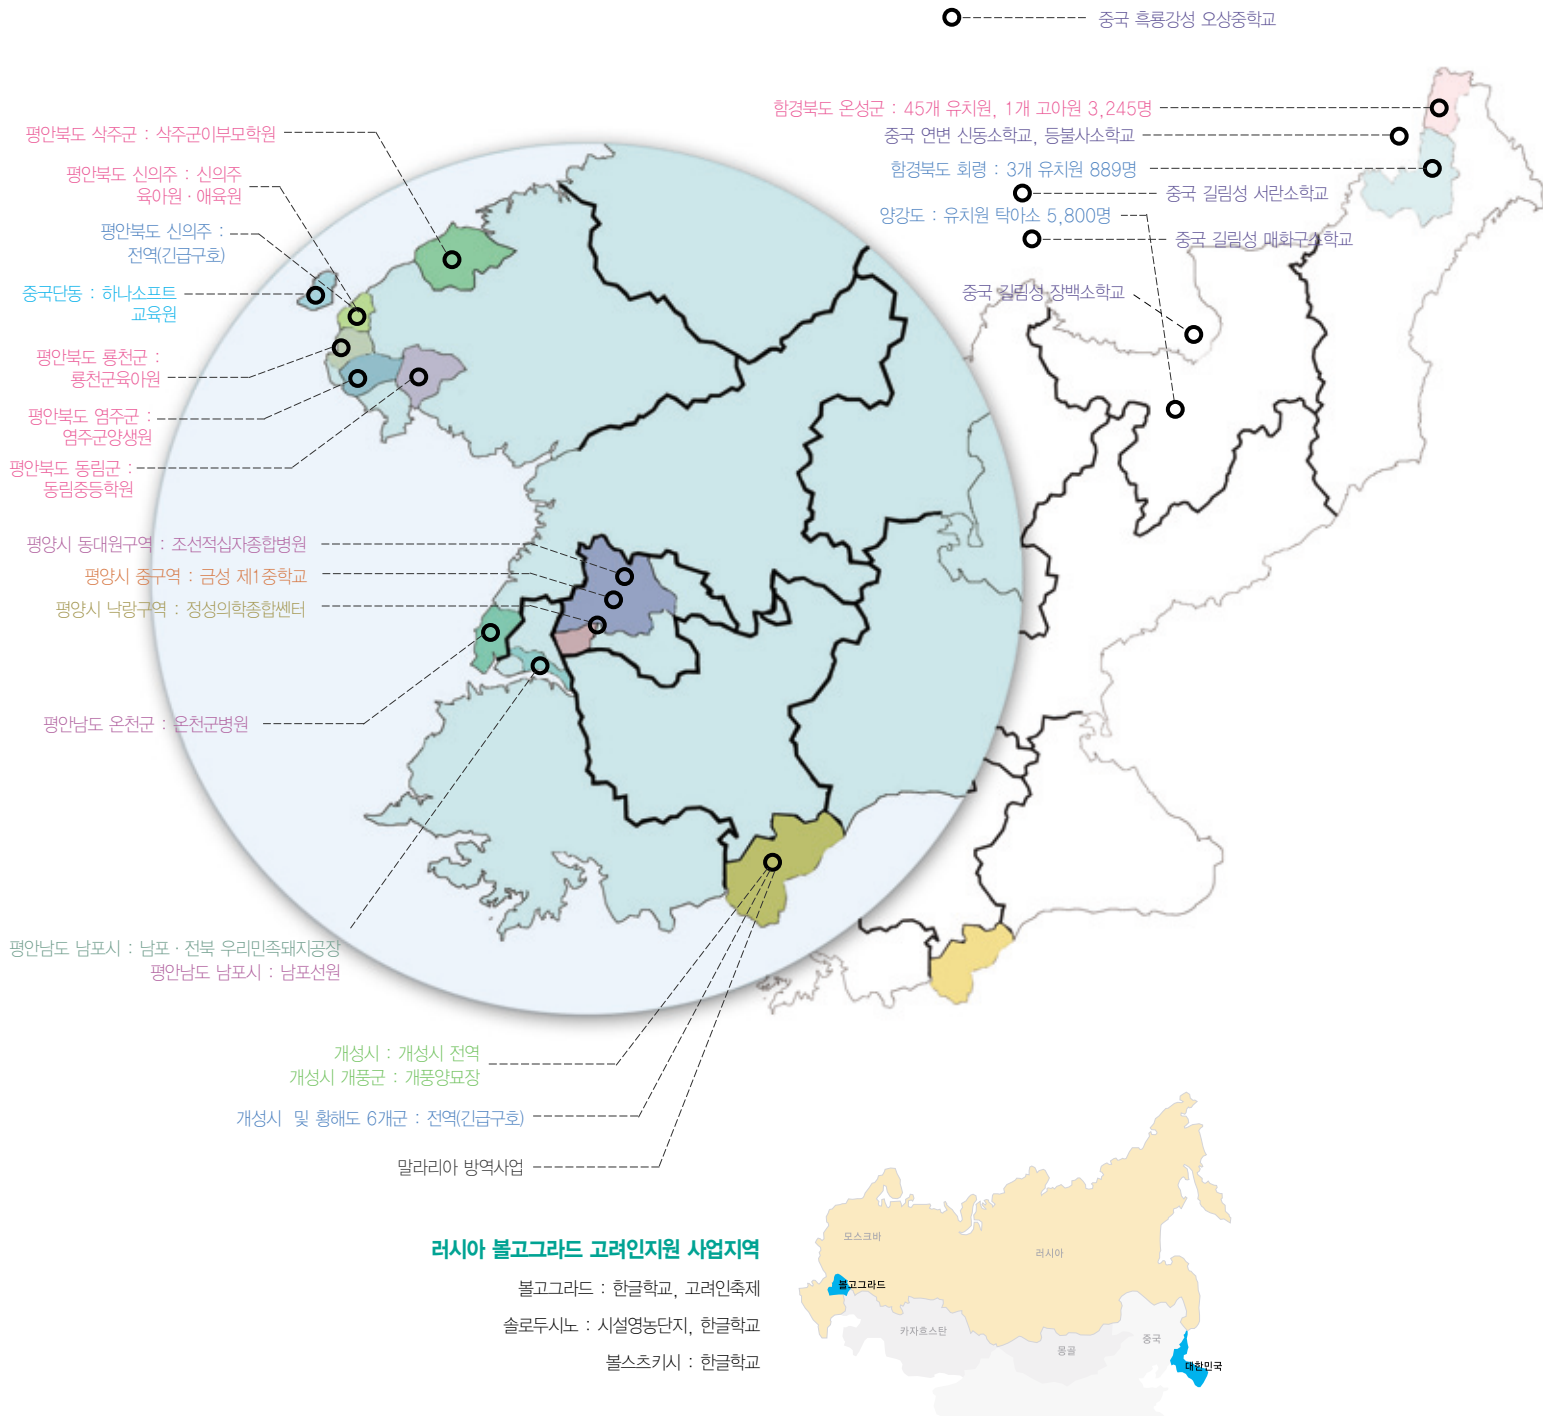 중국 흑룡강성 오상중학교
함경북도 온성군 : 45개 유치원, 1개 고아원 3,245명
중국 연변 신동소학교, 등불사소학교
함경북도 회령 : 3개 유치원 889명
중국 길림성 서란소학교
양강도 : 유치원 탁아소 5,800명
중국 길림성 매화구소학교
중국 길림성 장백소학교
평안북도 삭주군 : 삭주군이부모학원
평안북도 신의주 : 신의주
육아원 · 애육원
평안북도 신의주 :
전역(긴급구호)
중국단동 : 하나소프트
교육원
평안북도 룡천군 :
룡천군육아원
평안북도 염주군 :
염주군양생원
평안북도 동림군 :
동림중등학원
평양시 동대원구역 : 조선적십자종합병원
평양시 중구역 : 금성 제1중학교
평양시 낙랑구역 : 정성의학종합쎈터
평안남도 온천군 : 온천군병원
평안남도 남포시 : 남포 · 전북 우리민족돼지공장
평안남도 남포시 : 남포선원
개성시 : 개성시 전역
개성시 개풍군 : 개풍양묘장
개성시 및 황해도 6개군 : 전역(긴급구호)
말라리아 방역사업
러시아 볼고그라드 고려인지원 사업지역
볼고그라드 : 한글학교, 고려인축제
솔로두시노 : 시설영농단지, 한글학교
볼스츠키시 : 한글학교
모스크바
러시아
볼고그라드
카자흐스탄
몽골
중국
대한민국